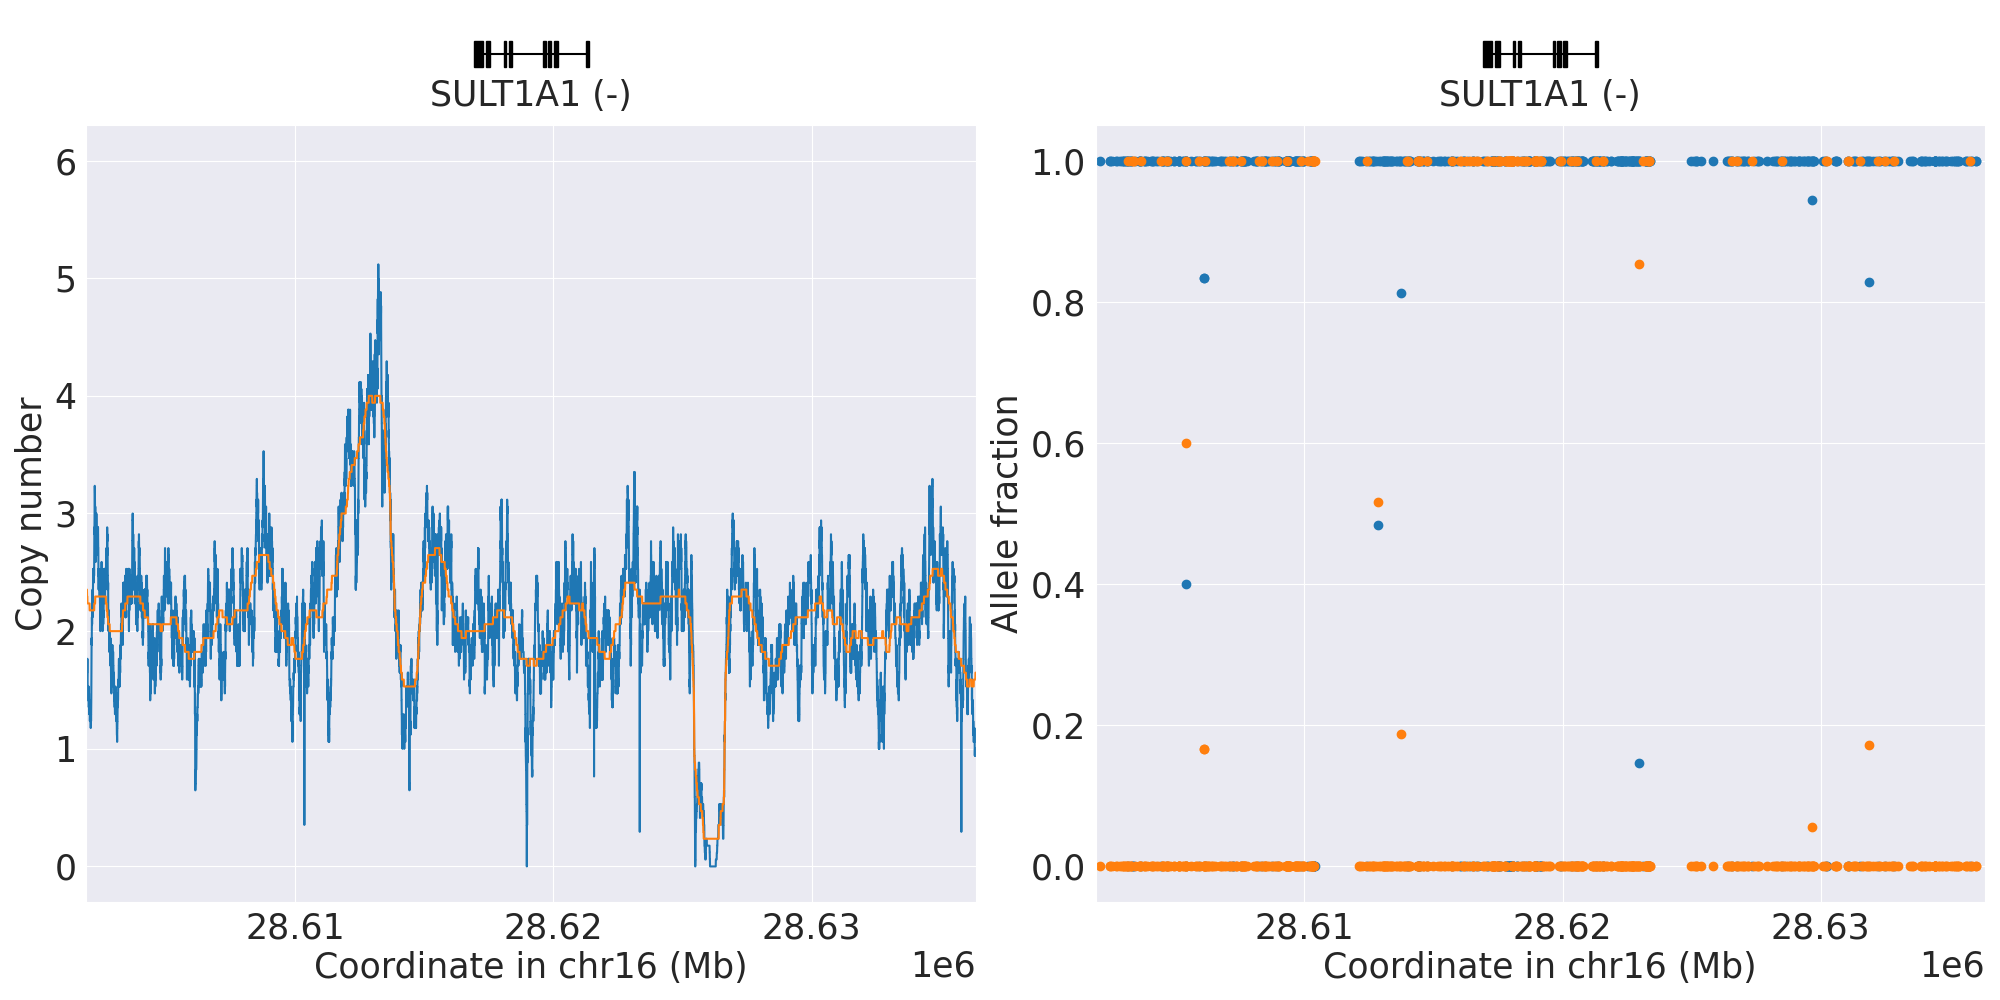 SULT1A1 (-)
Copy number
6
5
4
3
2
1
0
28.61
28.62
28.63
Coordinate in chr16 (Mb)
1e6
SULT1A1 (-)
Allele fraction
1.0
0.8
0.6
0.4
0.2
0.0
28.61
28.62
28.63
Coordinate in chr16 (Mb)
1e6